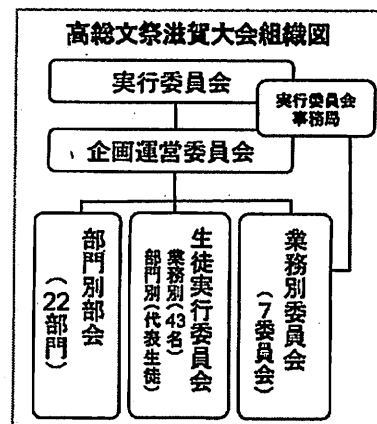 高総文祭滋賀大会組織図
実行委員会
実行委員会
事務局
企画運営委員会
部門別部会
（22部門）
生徒実行委員会
業務別（43名）
部門別（代表生徒）
業務別委員会
（7委員会）